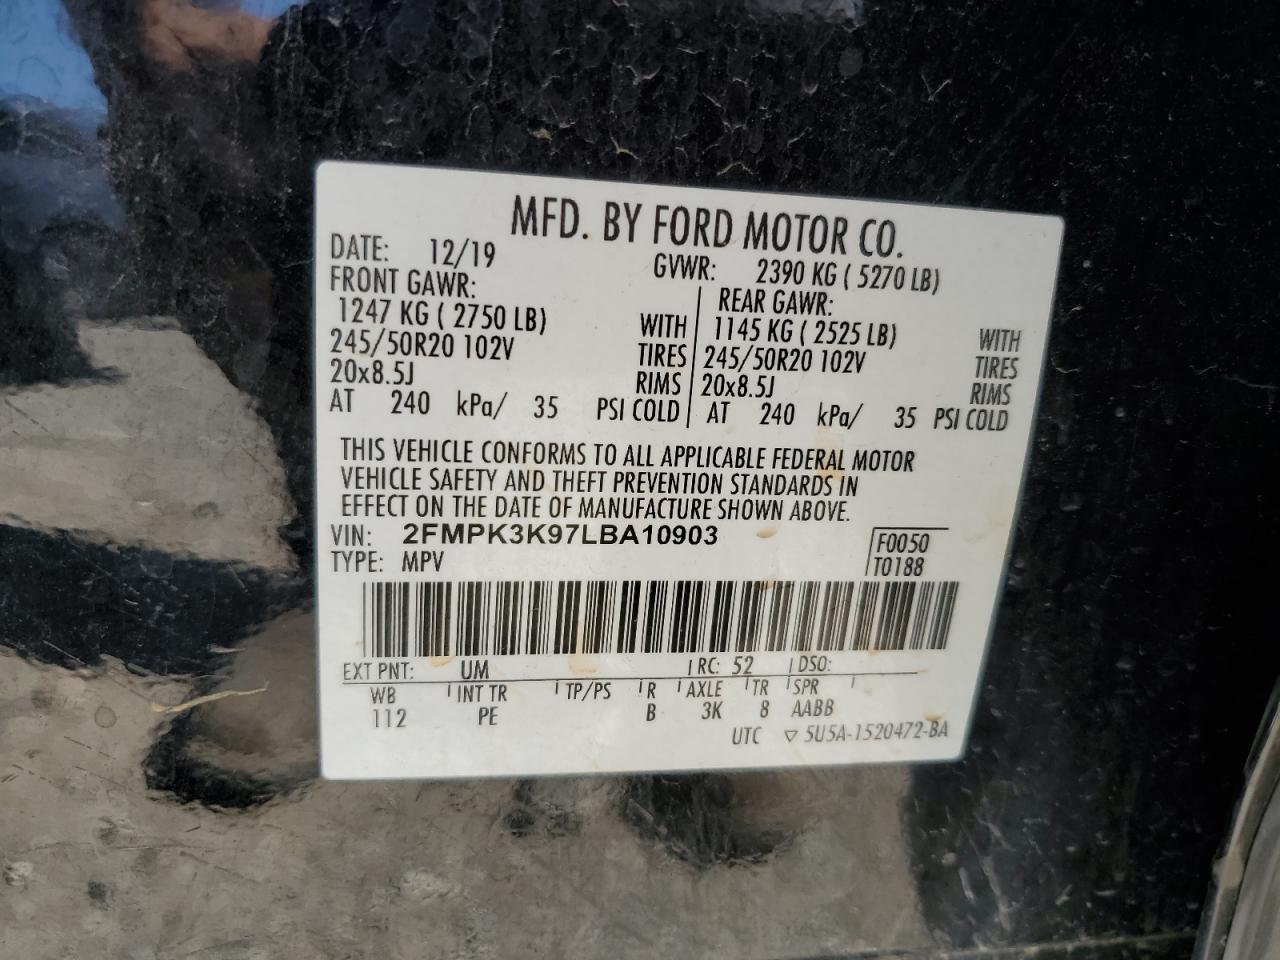 MFD. BY FORD MOTOR CO.
DATE: 12/19 GVWR: 2390 KG ( 5270 LB)
FRONT GAWR: REAR GAWR:
1247 KG ( 2750 LB) WITH 1145 KG ( 2525 LB) WITH
245/50R20 102V TIRES 245/50R20 102V TIRES
20x8.5J RIMS 20x8.5J RIMS
AT 240 kPa/ 35 PSI COLD AT 240 kPa/ 35 PSI COLD
THIS VEHICLE CONFORMS TO ALL APPLICABLE FEDERAL MOTOR
VEHICLE SAFETY AND THEFT PREVENTION STANDARDS IN
EFFECT ON THE DATE OF MANUFACTURE SHOWN ABOVE.
VIN: 2FMPK3K97LBA10903 F0050
TYPE: MPV T0188
EXT PNT: UM RC: 52 DSO:
WB INT TR TP/PS R AXLE TR SPR
112 PE B 3K 8 AABB
UTC ▽ 5U5A-1520472-BA